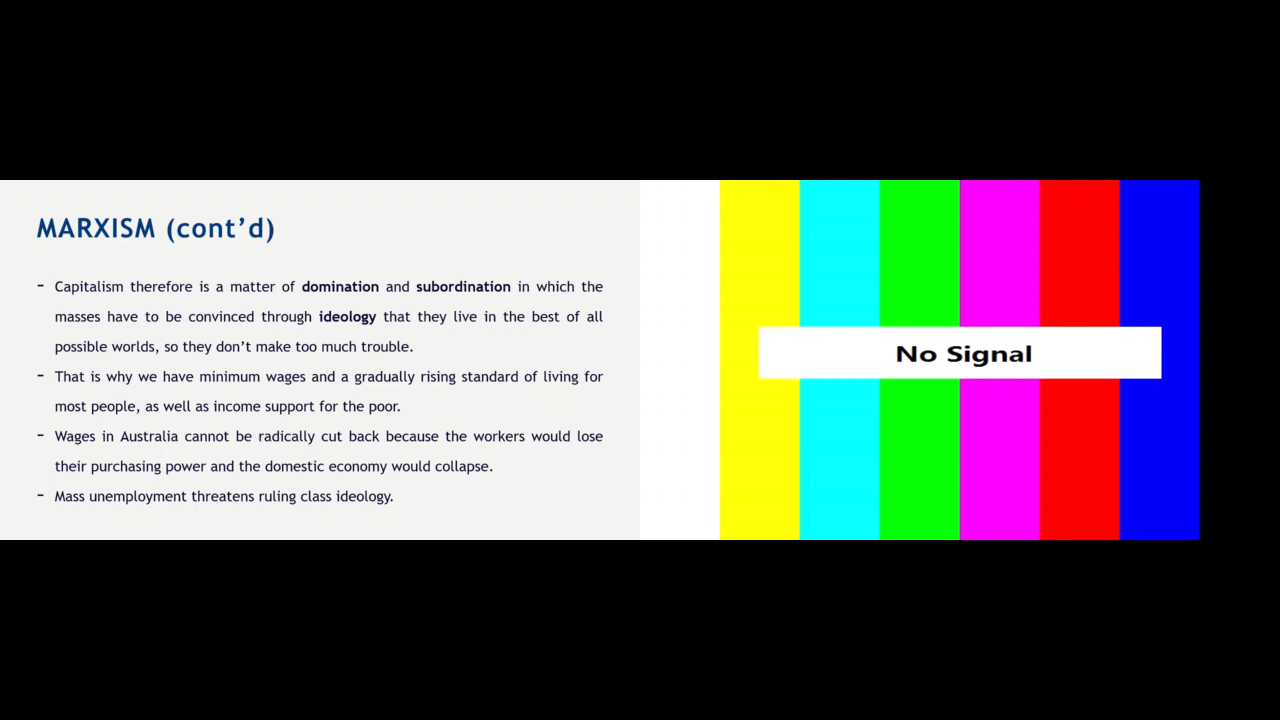 MARXISM (cont’d)
- Capitalism therefore is a matter of domination and subordination in which the
masses have to be convinced through ideology that they live in the best of all
possible worlds, so they don’t make too much trouble.
- That is why we have minimum wages and a gradually rising standard of living for
most people, as well as income support for the poor.
- Wages in Australia cannot be radically cut back because the workers would lose
their purchasing power and the domestic economy would collapse.
- Mass unemployment threatens ruling class ideology.
No Signal